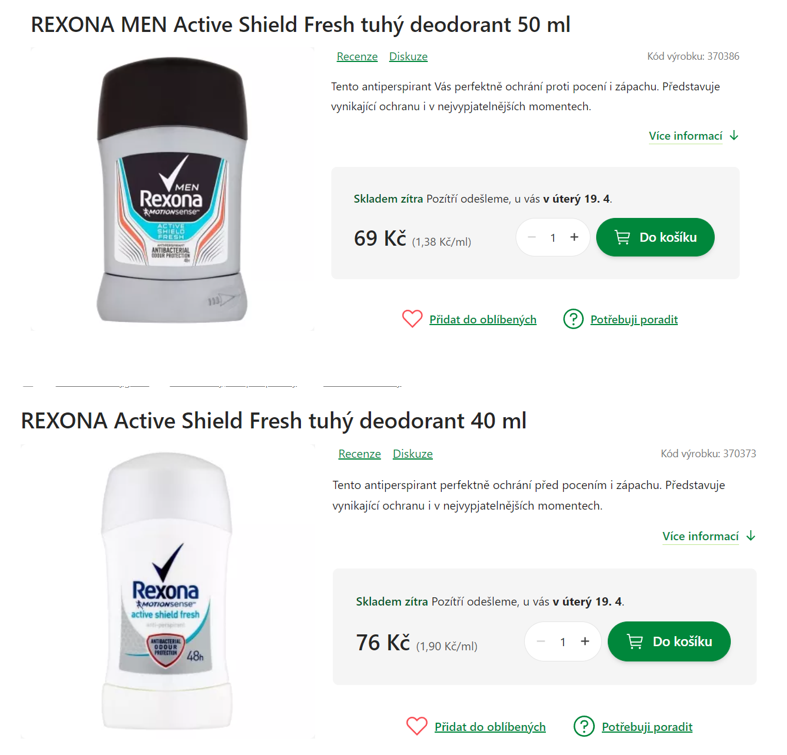 REXONA MEN Active Shield Fresh tuhý deodorant 50 ml
Recenze Diskuze Kód výrobku: 370386
Tento antiperspirant Vás perfektně ochrání proti pocení i zápachu. Představuje
vynikající ochranu i v nejvypjatelnějších momentech.
Více informací
MEN
Rexona
MOTIONsense™
ACTIVE
SHIELD
FRESH
ANTIBACTERIAL
ODOUR PROTECTION
Skladem zítra Pozítří odešleme, u vás v úterý 19. 4.
69 Kč (1,38 Kč/ml)
− 1 + Do košíku
Přidat do oblíbených Potřebuji poradit
REXONA Active Shield Fresh tuhý deodorant 40 ml
Recenze Diskuze Kód výrobku: 370373
Tento antiperspirant perfektně ochrání před pocením i zápachu. Představuje
vynikající ochranu i v nejvypjatelnějších momentech.
Více informací
Rexona
MOTIONsense™
active shield fresh
anti-perspirant
ANTIBACTERIAL
ODOUR
PROTECTION
48h
Skladem zítra Pozítří odešleme, u vás v úterý 19. 4.
76 Kč (1,90 Kč/ml)
− 1 + Do košíku
Přidat do oblíbených Potřebuji poradit